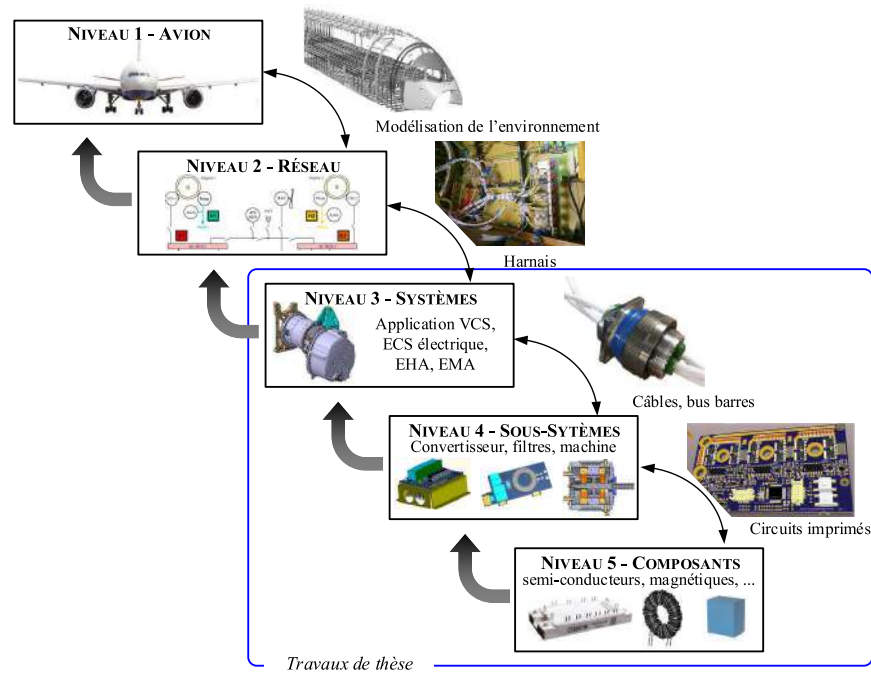 NIVEAU 1 - AVION
Modélisation de l'environnement
NIVEAU 2 - RÉSEAU
Harnais
NIVEAU 3 - SYSTÈMES
Application VCS,
ECS électrique,
EHA, EMA
Câbles, bus barres
NIVEAU 4 - SOUS-SYTÈMES
Convertisseur, filtres, machine
Circuits imprimés
NIVEAU 5 - COMPOSANTS
semi-conducteurs, magnétiques, ...
Travaux de thèse